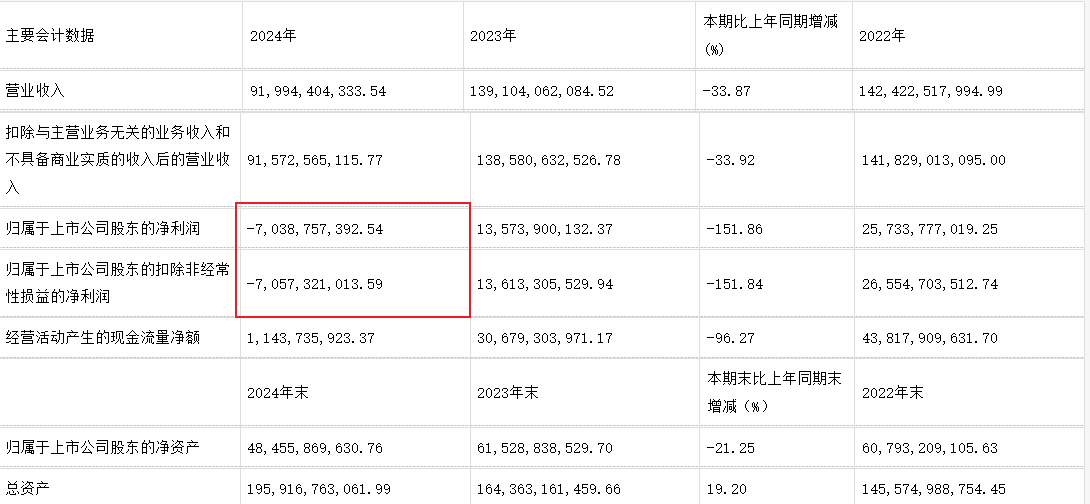 主要会计数据 2024年 2023年 本期比上年同期增减(%) 2022年
营业收入 91,994,404,333.54 139,104,062,084.52 -33.87 142,422,517,994.99
扣除与主营业务无关的业务收入和不具备商业实质的收入后的营业收入 91,572,565,115.77 138,580,632,526.78 -33.92 141,829,013,095.00
归属于上市公司股东的净利润 -7,038,757,392.54 13,573,900,132.37 -151.86 25,733,777,019.25
归属于上市公司股东的扣除非经常性损益的净利润 -7,057,321,013.59 13,613,305,529.94 -151.84 26,554,703,512.74
经营活动产生的现金流量净额 1,143,735,923.37 30,679,303,971.17 -96.27 43,817,909,631.70
2024年末 2023年末 本期末比上年同期末增减（%） 2022年末
归属于上市公司股东的净资产 48,455,869,630.76 61,528,838,529.70 -21.25 60,793,209,105.63
总资产 195,916,763,061.99 164,363,161,459.66 19.20 145,574,988,754.45